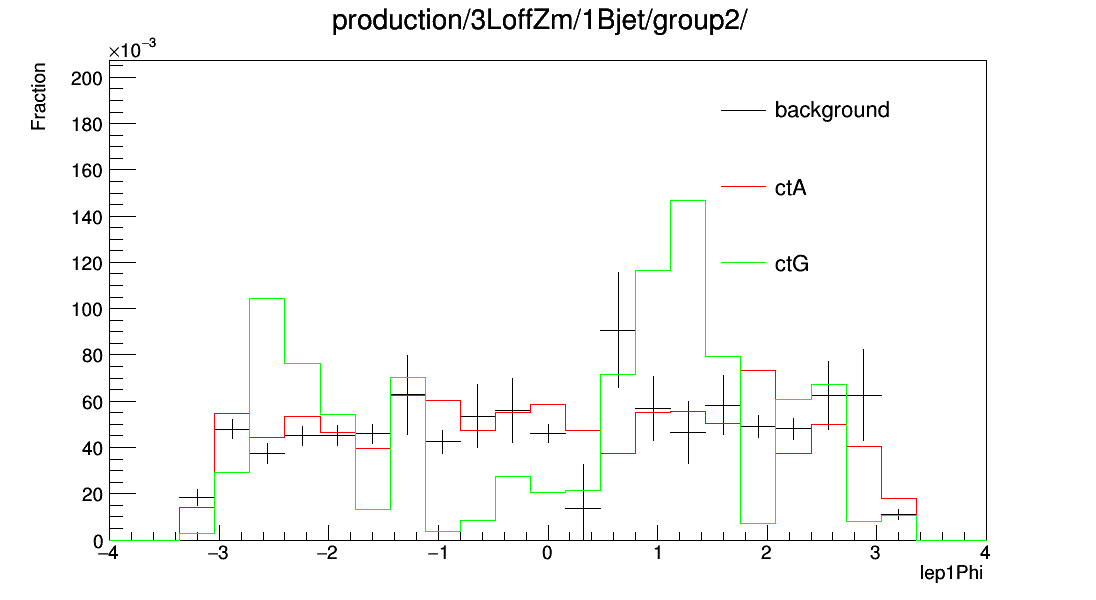 production/3LoffZm/1Bjet/group2/
×10⁻³
Fraction
200
180
160
140
120
100
80
60
40
20
0
background
ctA
ctG
−4 −3 −2 −1 0 1 2 3 4
lep1Phi